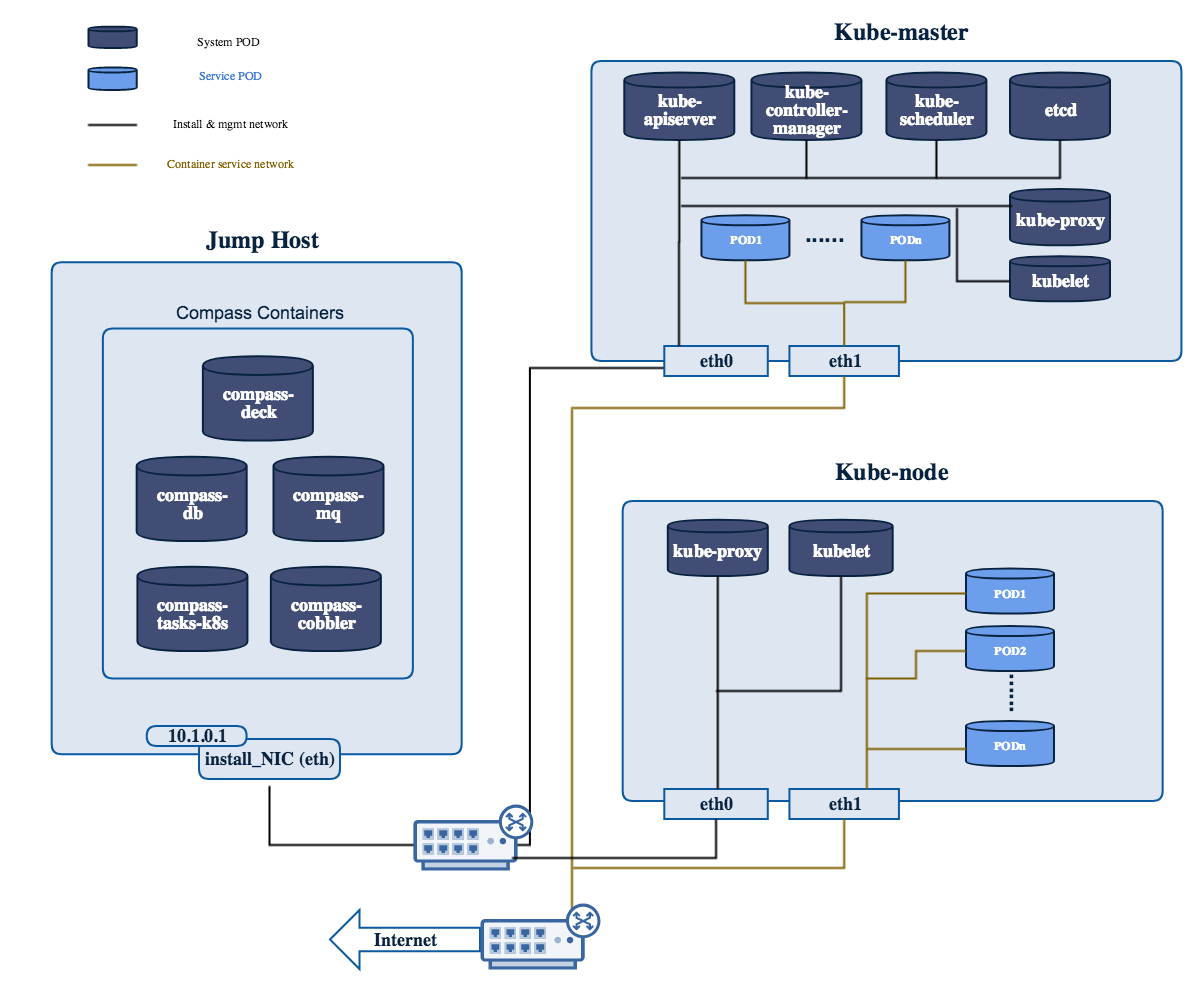 System POD
Service POD
Install & mgmt network
Container service network
Jump Host
Compass Containers
compass-
deck
compass-
db
compass-
mq
compass-
tasks-k8s
compass-
cobbler
10.1.0.1
install_NIC (eth)
Kube-master
kube-
apiserver
kube-
controller-
manager
kube-
scheduler
etcd
kube-proxy
POD1
......
PODn
kubelet
eth0
eth1
Kube-node
kube-proxy
kubelet
POD1
POD2
PODn
eth0
eth1
Internet